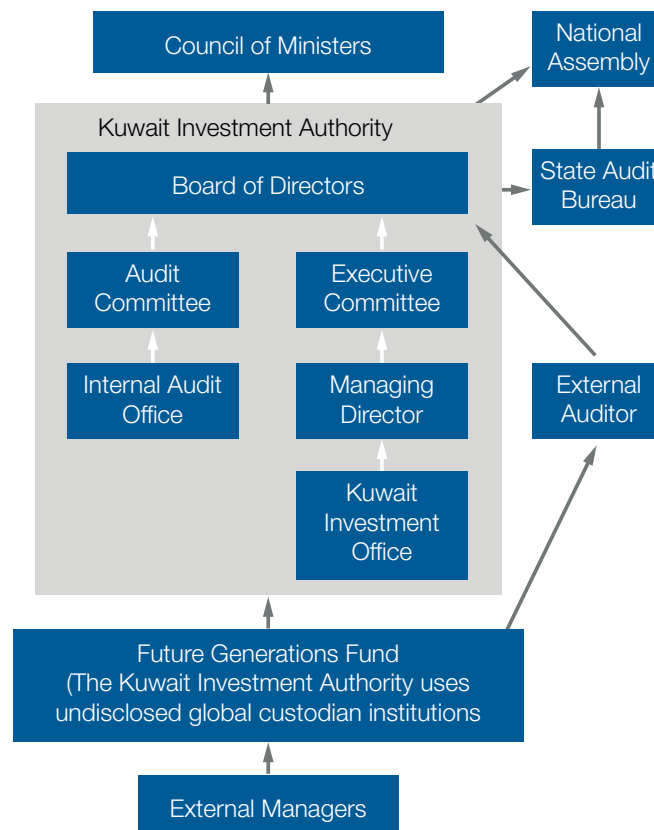 Council of Ministers
National
Assembly
Kuwait Investment Authority
Board of Directors
State Audit
Bureau
Audit
Committee
Executive
Committee
Internal Audit
Office
Managing
Director
External
Auditor
Kuwait
Investment
Office
Future Generations Fund
(The Kuwait Investment Authority uses
undisclosed global custodian institutions
External Managers